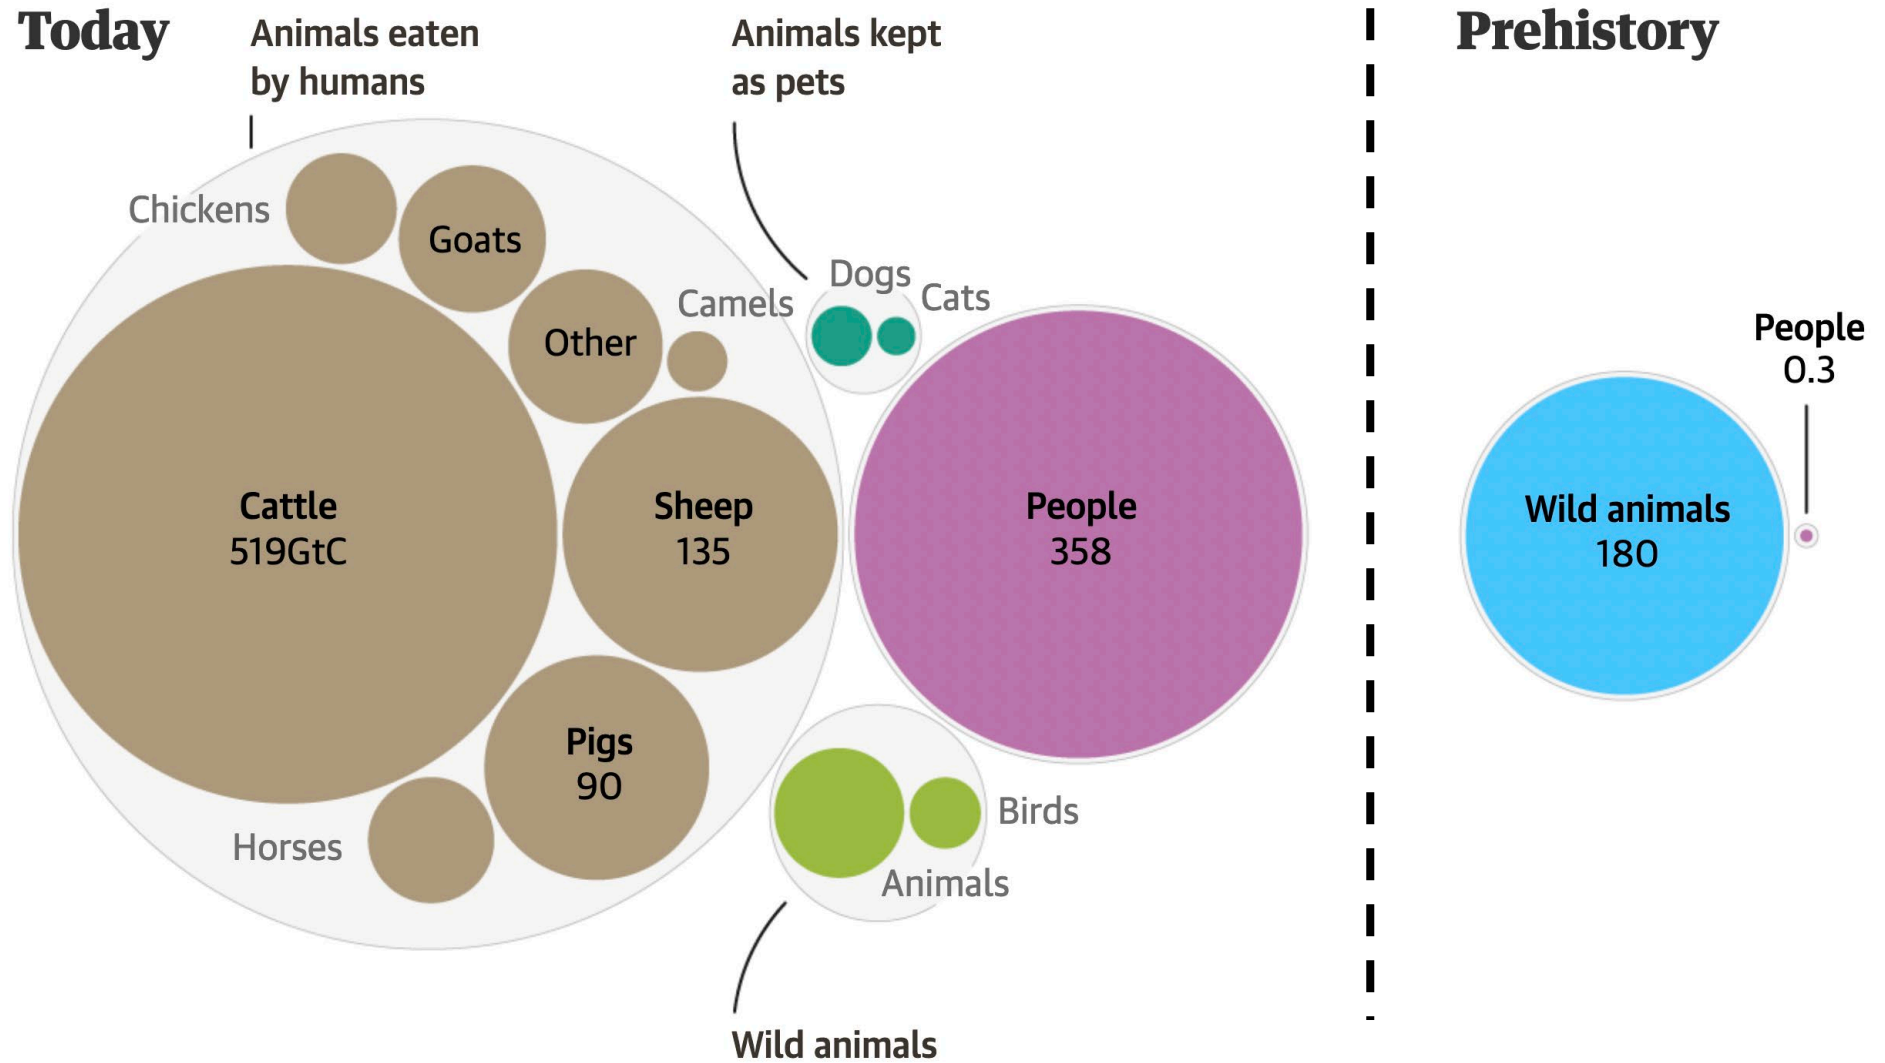 Today
Animals eaten
by humans
Animals kept
as pets
Prehistory
Chickens
Goats
Other
Camels
Dogs
Cats
People
0.3
Cattle
519GtC
Sheep
135
People
358
Wild animals
180
Pigs
90
Horses
Birds
Animals
Wild animals